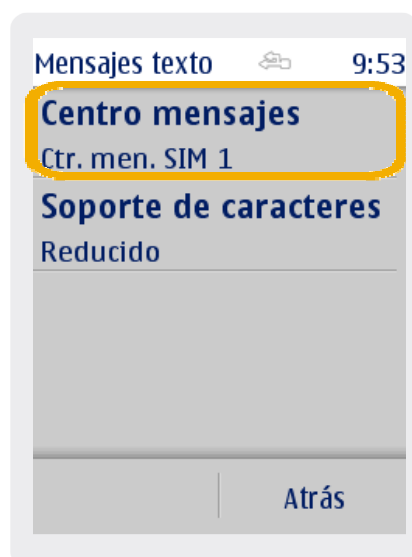 Mensajes texto 9:53
Centro mensajes
Ctr. men. SIM 1
Soporte de caracteres
Reducido
Atrás